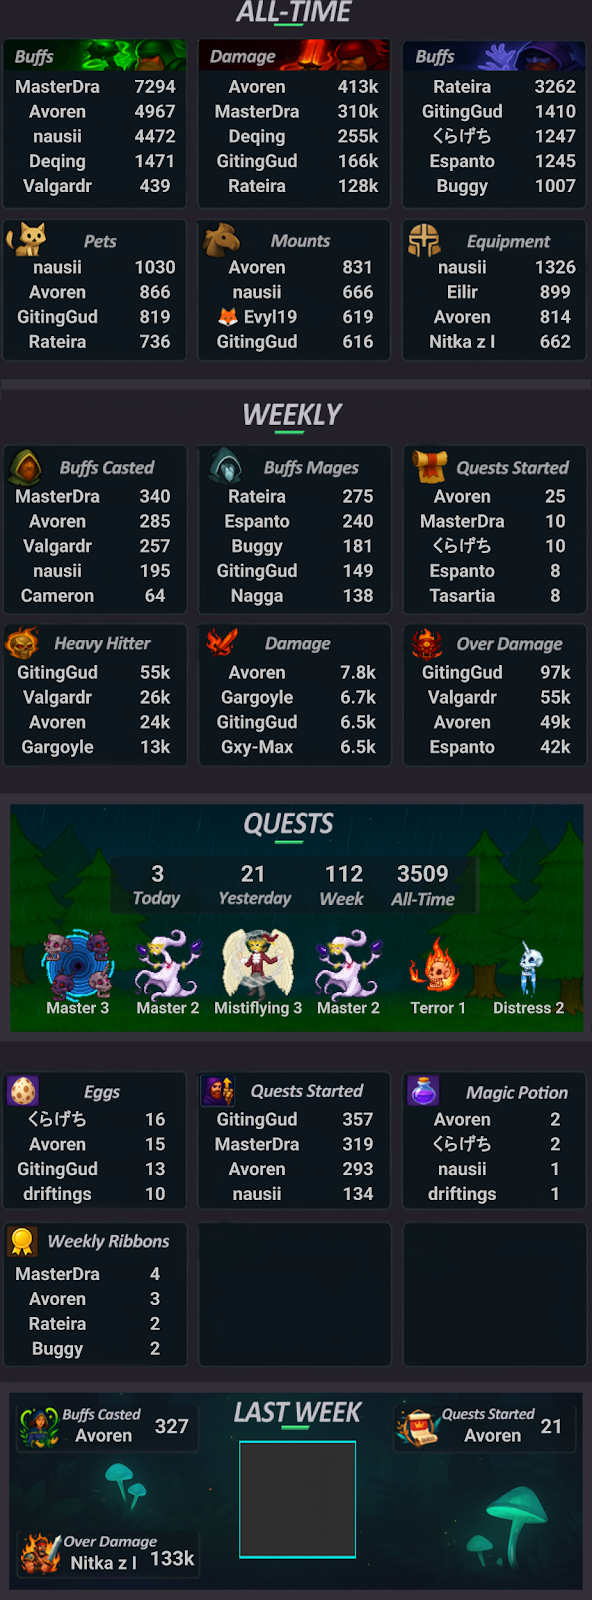 ALL-TIME
Buffs
MasterDra 7294
Avoren 4967
nausii 4472
Deqing 1471
Valgardr 439
Damage
Avoren 413k
MasterDra 310k
Deqing 255k
GitingGud 166k
Rateira 128k
Buffs
Rateira 3262
GitingGud 1410
くらげち 1247
Espanto 1245
Buggy 1007
Pets
nausii 1030
Avoren 866
GitingGud 819
Rateira 736
Mounts
Avoren 831
nausii 666
🦊 Evyl19 619
GitingGud 616
Equipment
nausii 1326
Eilir 899
Avoren 814
Nitka z I 662
WEEKLY
Buffs Casted
MasterDra 340
Avoren 285
Valgardr 257
nausii 195
Cameron 64
Buffs Mages
Rateira 275
Espanto 240
Buggy 181
GitingGud 149
Nagga 138
Quests Started
Avoren 25
MasterDra 10
くらげち 10
Espanto 8
Tasartia 8
Heavy Hitter
GitingGud 55k
Valgardr 26k
Avoren 24k
Gargoyle 13k
Damage
Avoren 7.8k
Gargoyle 6.7k
GitingGud 6.5k
Gxy-Max 6.5k
Over Damage
GitingGud 97k
Valgardr 55k
Avoren 49k
Espanto 42k
QUESTS
3 21 112 3509
Today Yesterday Week All-Time
Master 3 Master 2 Mistiflying 3 Master 2 Terror 1 Distress 2
Eggs
くらげち 16
Avoren 15
GitingGud 13
driftings 10
Quests Started
GitingGud 357
MasterDra 319
Avoren 293
nausii 134
Magic Potion
Avoren 2
くらげち 2
nausii 1
driftings 1
Weekly Ribbons
MasterDra 4
Avoren 3
Rateira 2
Buggy 2
LAST WEEK
Buffs Casted
Avoren 327
Quests Started
Avoren 21
Over Damage
Nitka z I 133k